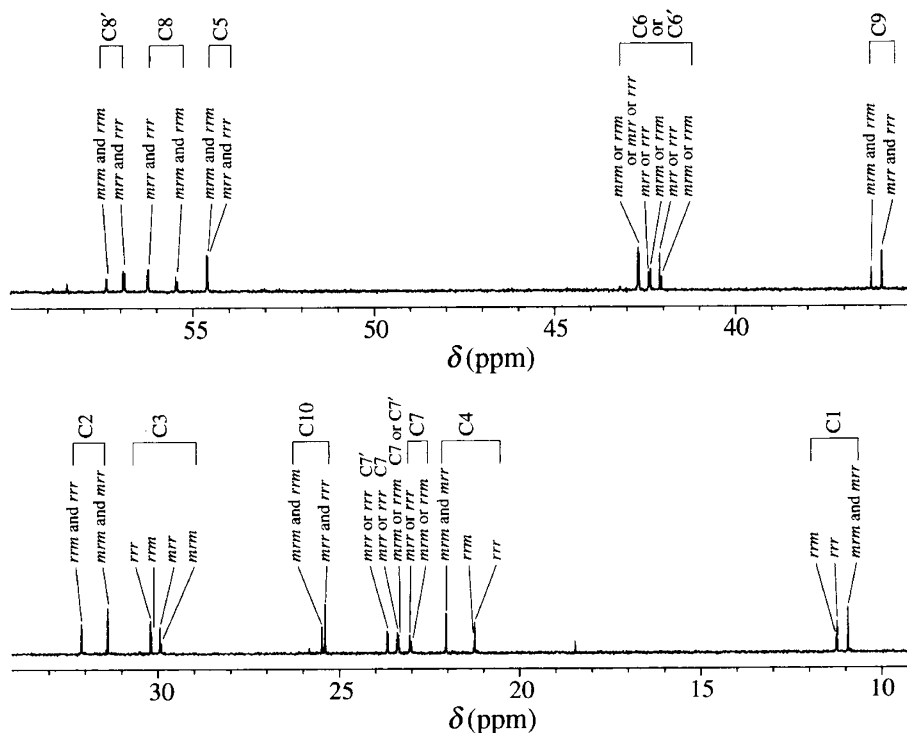 C8′
C8
C5
C6
or
C6′
C9
mrm and rrm
mrr and rrr
mrr and rrr
mrm and rrm
mrm and rrm
mrr and rrr
mrm or rrm
or mrr or rrr
mrr or rrr
mrm or rrm
mrr or rrr
mrm or rrm
mrm and rrm
mrr and rrr
55
50
45
40
δ (ppm)
C2
C3
C10
C7′
C7
C7 or C7′
C7
C4
C1
rrm and rrr
mrm and mrr
rrr
rrm
mrr
mrm
mrm and rrm
mrr and rrr
mrr or rrr
mrr or rrr
mrm or rrm
mrr or rrr
mrm or rrm
mrm and mrr
rrm
rrr
rrm
rrr
mrm and mrr
30
25
20
15
10
δ (ppm)